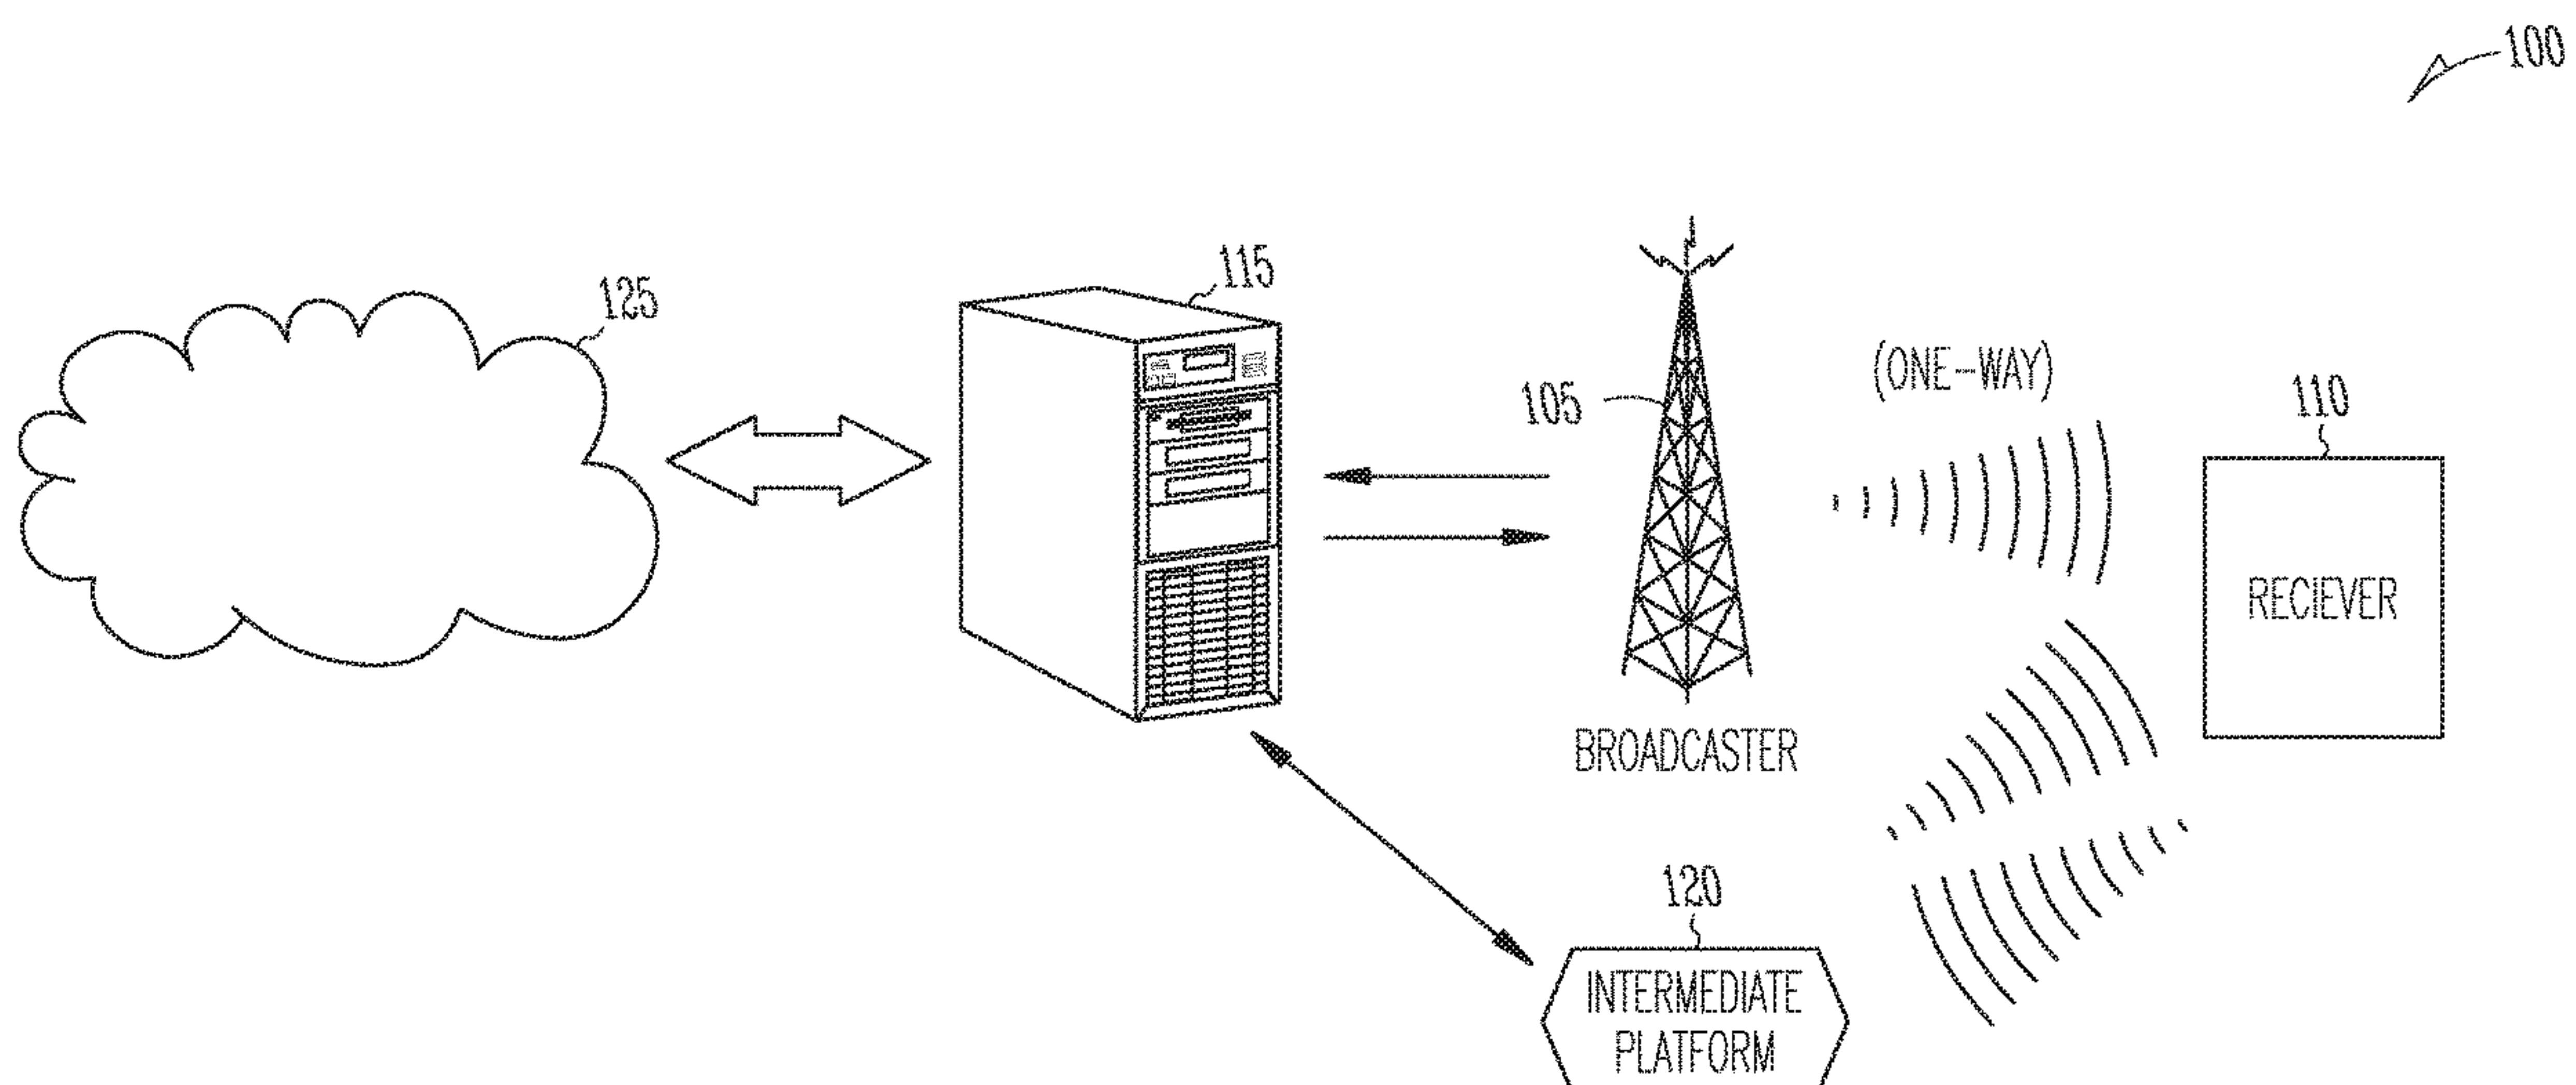 100
125
115
105
(ONE-WAY)
110
RECIEVER
BROADCASTER
120
INTERMEDIATE
PLATFORM